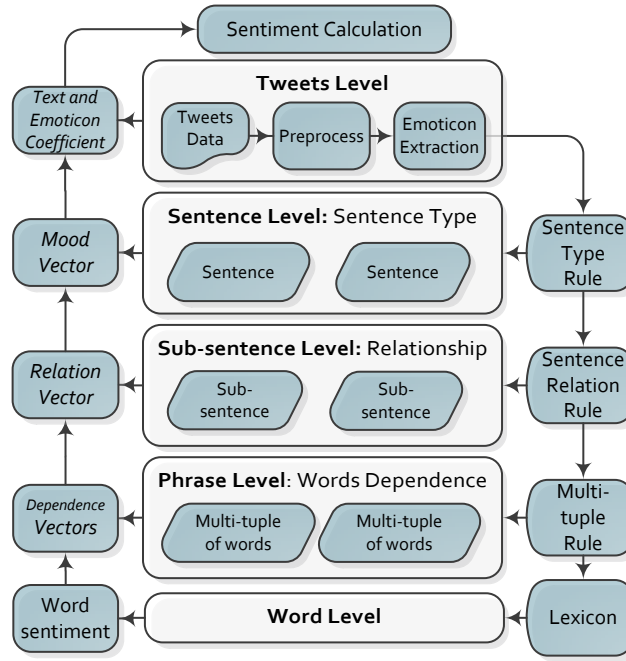 Sentiment Calculation
Text and
Emoticon
Coefficient
Tweets Level
Tweets
Data
Preprocess
Emoticon
Extraction
Mood
Vector
Sentence Level: Sentence Type
Sentence
Sentence
Sentence
Type
Rule
Relation
Vector
Sub-sentence Level: Relationship
Sub-
sentence
Sub-
sentence
Sentence
Relation
Rule
Dependence
Vectors
Phrase Level: Words Dependence
Multi-tuple
of words
Multi-tuple
of words
Multi-
tuple
Rule
Word
sentiment
Word Level
Lexicon